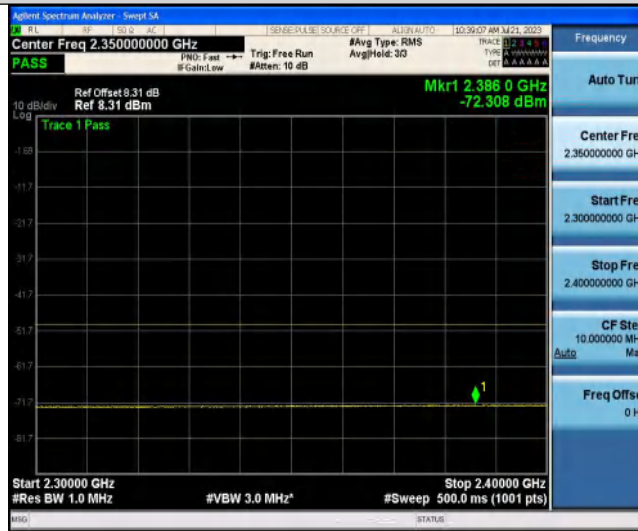 Agilent Spectrum Analyzer - Swept SA
RL RF 50 Ω AC SENSE:PULSE SOURCE OFF ALIGN AUTO 10:39:07 AM Jul 21, 2023
Center Freq 2.350000000 GHz
#Avg Type: RMS
TRACE 1 2 3 4 5 6
PASS
PNO: Fast
Trig: Free Run
Avg|Hold: 3/3
TYPE A
IFGain:Low
#Atten: 10 dB
DET A A A A A A
Mkr1 2.386 0 GHz
-72.308 dBm
Ref Offset 8.31 dB
10 dB/div Ref 8.31 dBm
Log
Trace 1 Pass
-1.69
-11.7
-21.7
-31.7
-41.7
-51.7
-61.7
-71.7
-81.7
1
Start 2.30000 GHz
Stop 2.40000 GHz
#Res BW 1.0 MHz
#VBW 3.0 MHz*
#Sweep 500.0 ms (1001 pts)
MSG
STATUS
Frequency
Auto Tun
Center Fre
2.350000000 GH
Start Fre
2.300000000 GH
Stop Fre
2.400000000 GH
CF Ste
10.000000 MH
Auto Ma
Freq Offse
0 H